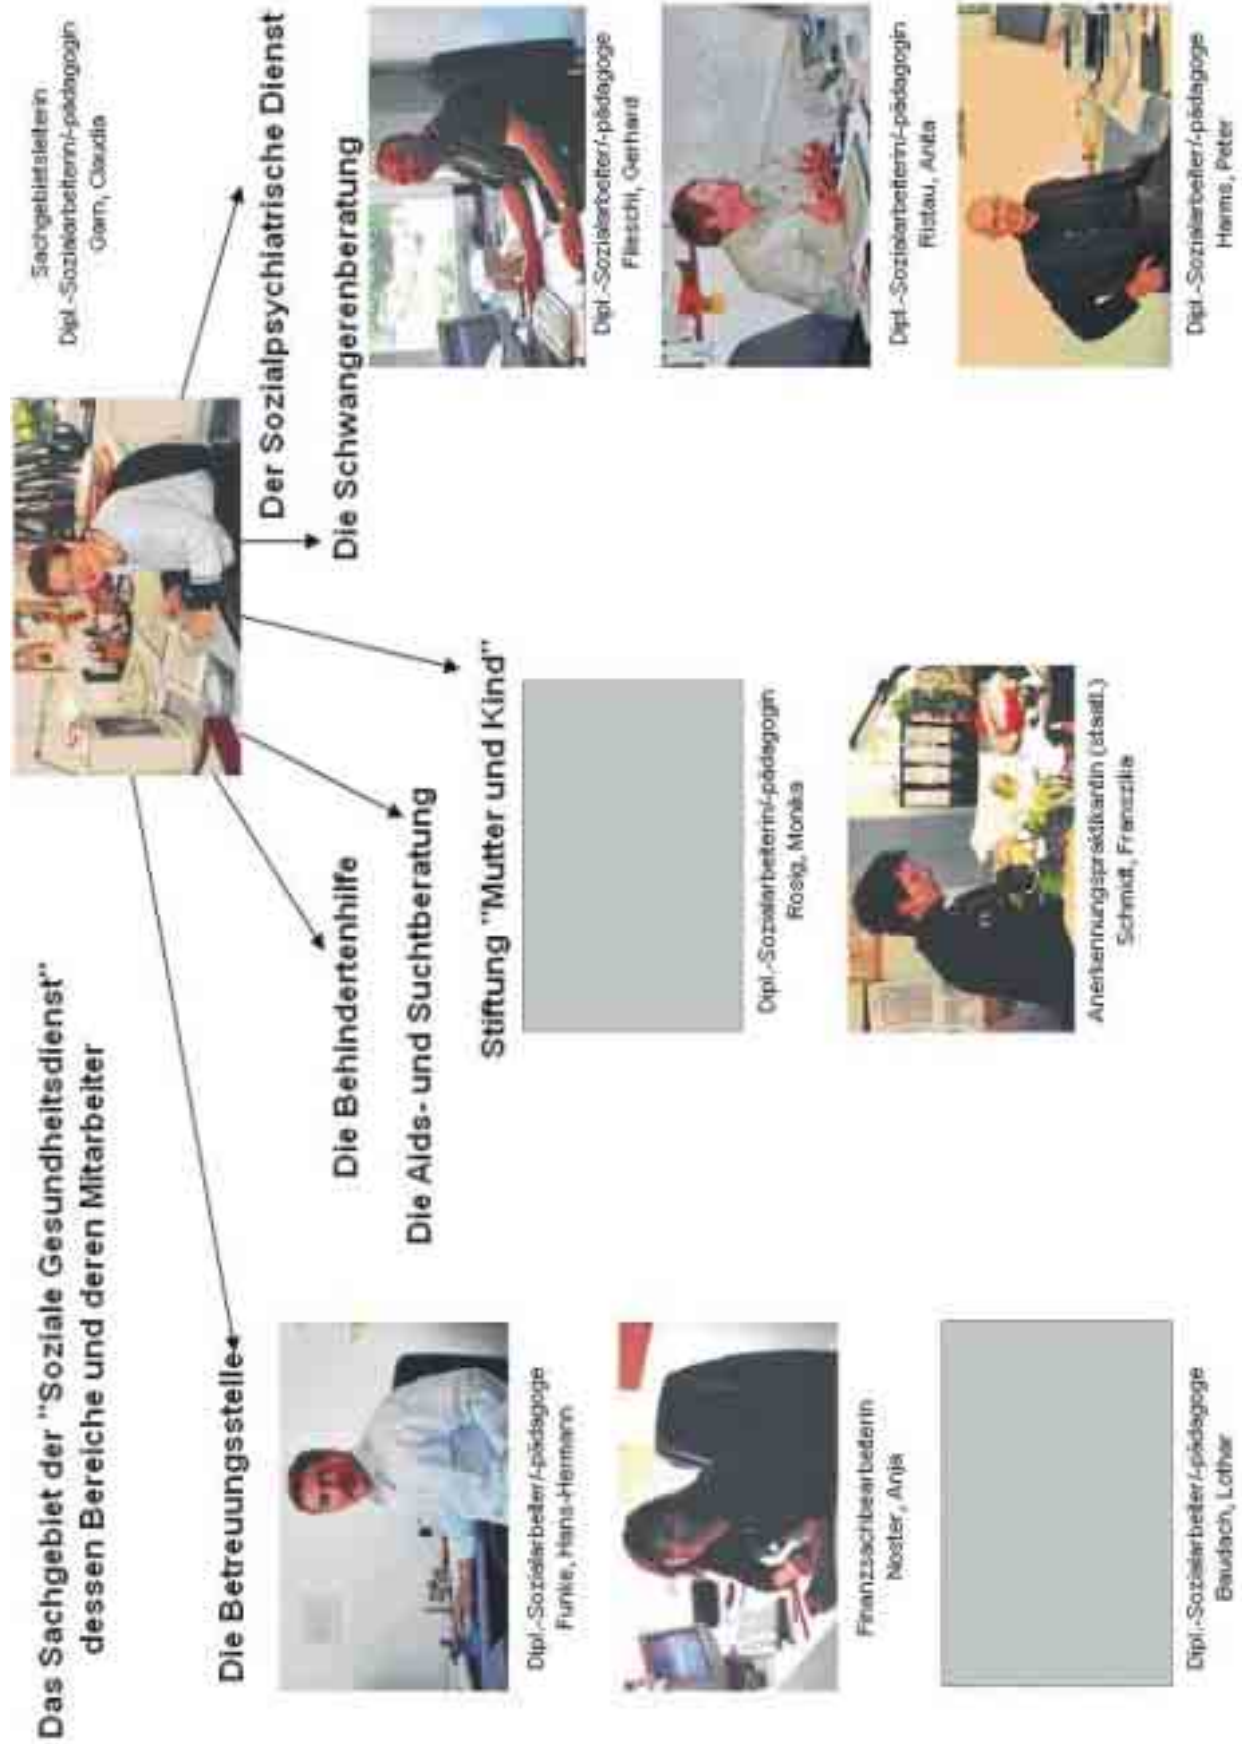 Das Sachgebiet der "Soziale Gesundheitsdienst"
dessen Bereiche und deren Mitarbeiter
Sachgebietsleiterin
Dipl.-Sozialarbeiterin/-pädagogin
Garn, Claudia
Die Betreuungsstelle
Die Behindertenhilfe
Die Aids- und Suchtberatung
Stiftung "Mutter und Kind"
Die Schwangerenberatung
Der Sozialpsychiatrische Dienst
Dipl.-Sozialarbeiter/-pädagoge
Funke, Hans-Hermann
Finanzsachbearbeiterin
Noster, Anja
Dipl.-Sozialarbeiter/-pädagoge
Baudach, Lothar
Dipl.-Sozialarbeiterin/-pädagogin
Rosig, Monika
Anerkennungspraktikantin (staatl.)
Schmidt, Franziska
Dipl.-Sozialarbeiter/-pädagoge
Gerhard
Dipl.-Sozialarbeiterin/-pädagogin
Ristau, Anita
Dipl.-Sozialarbeiter/-pädagoge
Harms, Peter